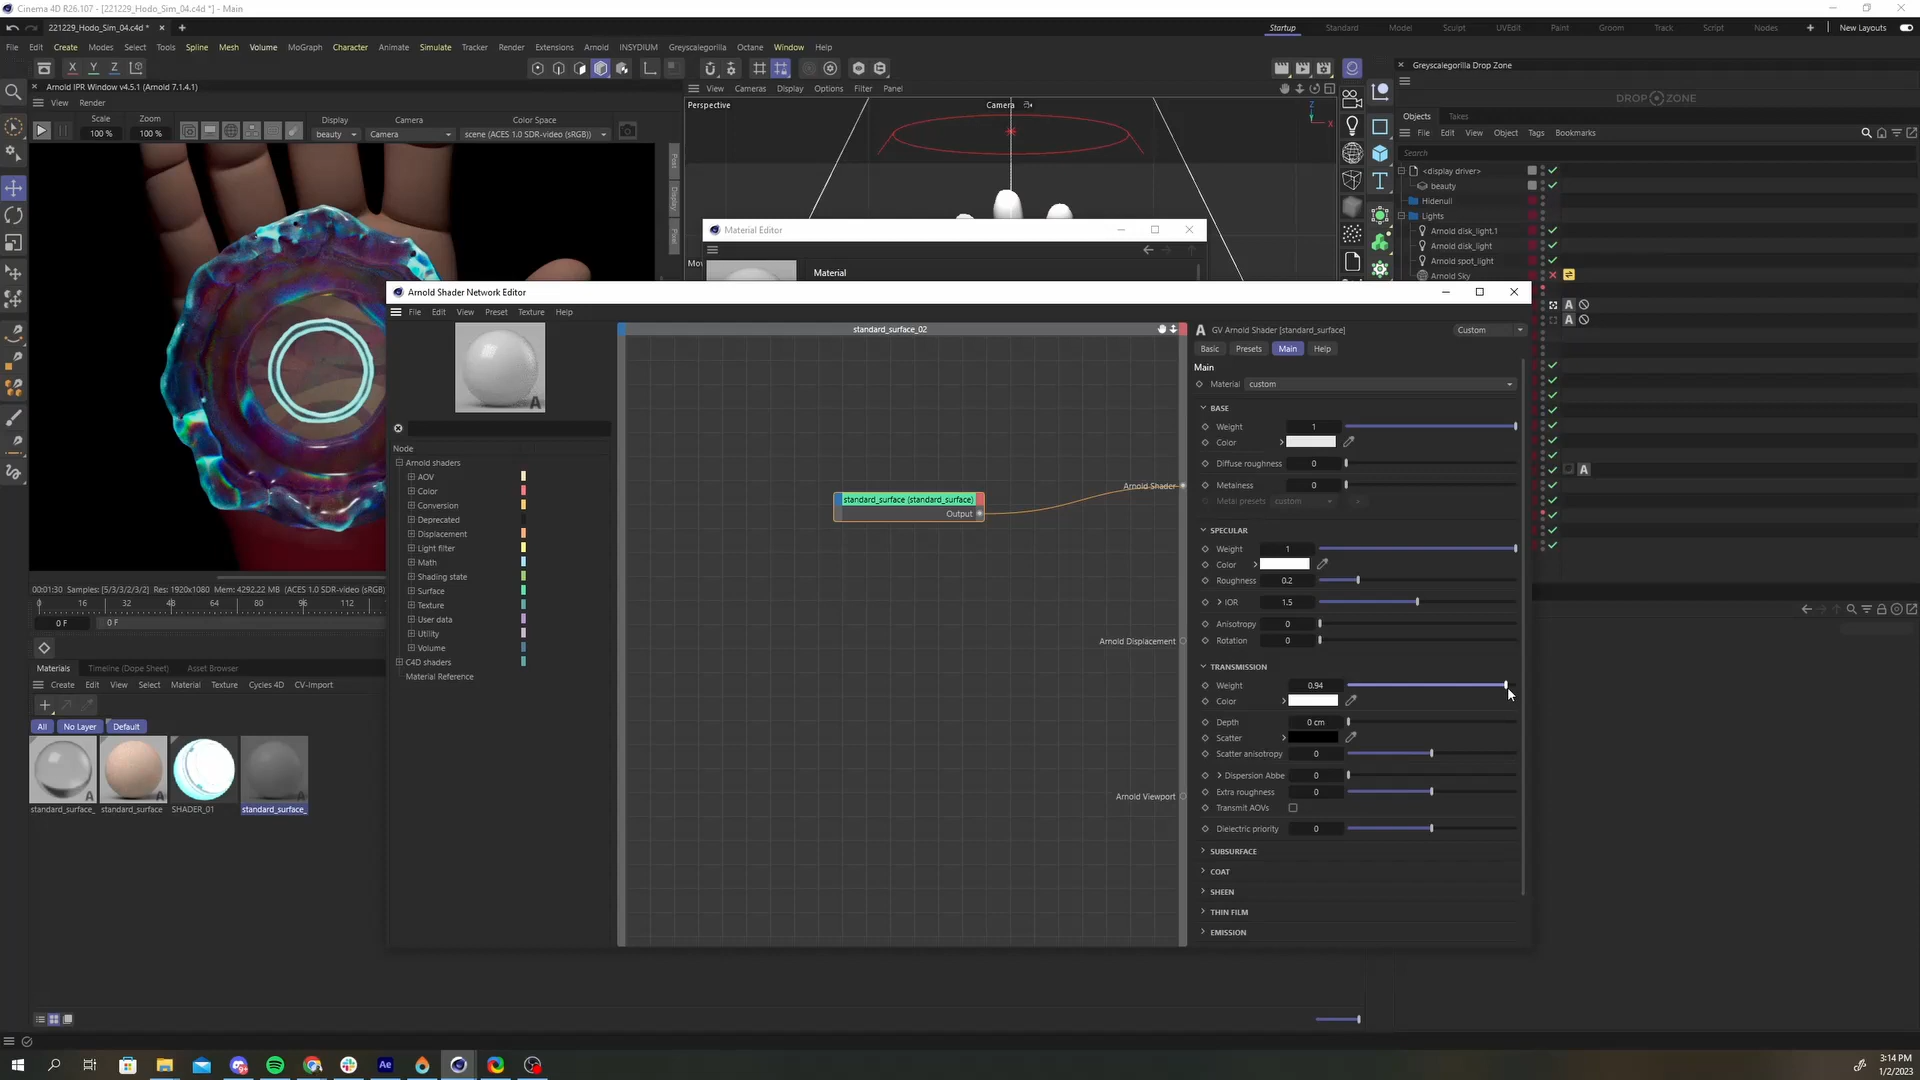 Cinema 4D R26.107 - [221229_Hodo_Sim_04.c4d *] - Main
221229_Hodo_Sim_04.c4d *
Startup Standard Model Sculpt UVEdit Paint Groom Track Script Nodes New Layouts
File Edit Create Modes Select Tools Spline Mesh Volume MoGraph Character Animate Simulate Tracker Render Extensions Arnold INSYDIUM Greyscalegorilla Octane Window Help
X Y Z
Greyscalegorilla Drop Zone
DROP ZONE
Arnold IPR Window v4.5.1 (Arnold 7.1.4.1)
View Render
Scale Zoom Display Camera Color Space
100 % 100 % beauty Camera scene (ACES 1.0 SDR-video (sRGB))
View Cameras Display Options Filter Panel
Perspective Camera
Z
X
Objects Takes
File Edit View Object Tags Bookmarks
Search
<display driver>
beauty
Hidenull
Lights
Arnold disk_light.1
Arnold disk_light
Arnold spot_light
Arnold Sky
Post
Display
Pixel
Material Editor
Mov
Material
Arnold Shader Network Editor
File Edit View Preset Texture Help
standard_surface_02
Node
Arnold shaders
AOV
Color
Conversion
Deprecated
Displacement
Light filter
Math
Shading state
Surface
Texture
User data
Utility
Volume
C4D shaders
Material Reference
standard_surface (standard_surface)
Output
Arnold Shader
Arnold Displacement
Arnold Viewport
GV Arnold Shader [standard_surface]
Custom
Basic Presets Main Help
Main
Material custom
BASE
Weight 1
Color
Diffuse roughness 0
Metalness 0
Metal presets custom
SPECULAR
Weight 1
Color
Roughness 0.2
IOR 1.5
Anisotropy 0
Rotation 0
TRANSMISSION
Weight 0.94
Color
Depth 0 cm
Scatter
Scatter anisotropy 0
Dispersion Abbe 0
Extra roughness 0
Transmit AOVs
Dielectric priority 0
SUBSURFACE
COAT
SHEEN
THIN FILM
EMISSION
00:01:30 Samples: [5/3/3/2/3/2] Res: 1920x1080 Mem: 4292.22 MB (ACES 1.0 SDR-video (sRGB)
0 16 32 48 64 80 96 112
0 F 0 F
Materials Timeline (Dope Sheet) Asset Browser
Create Edit View Select Material Texture Cycles 4D CV-Import
All No Layer Default
standard_surface_ standard_surface SHADER_01 standard_surface_
3:14 PM
1/2/2023